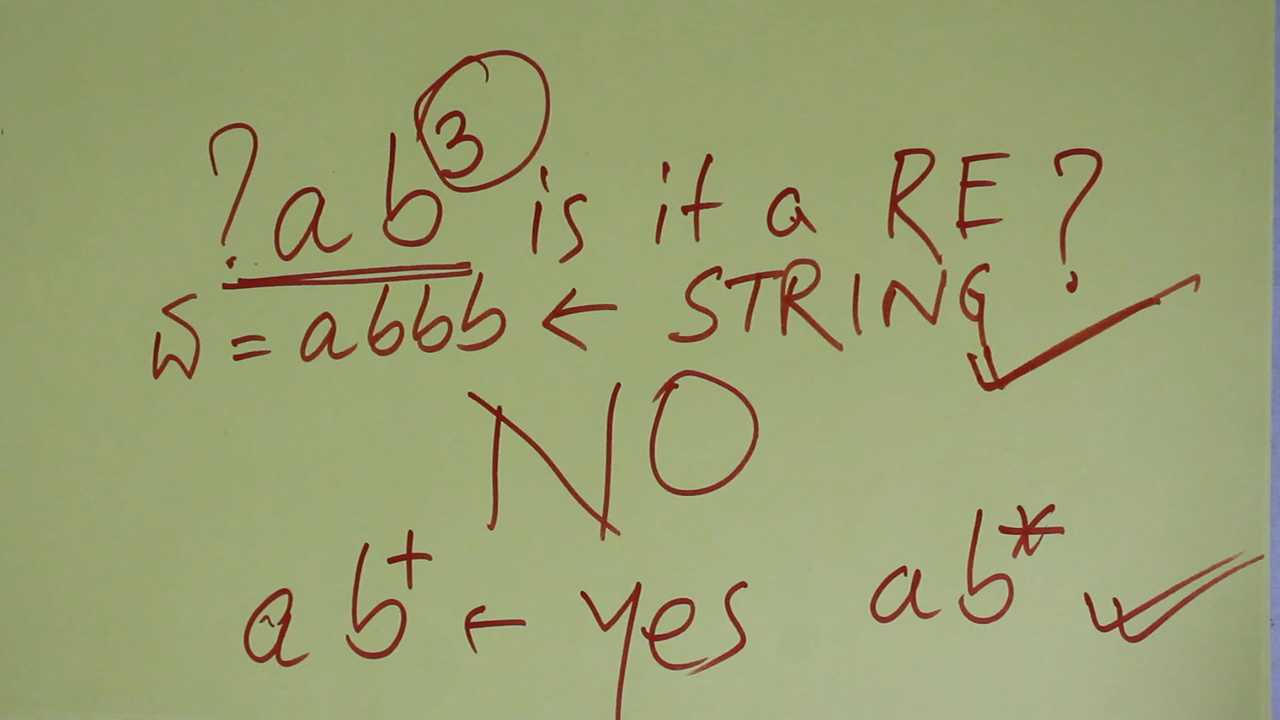 ? ab³ is it a RE ?
w = abbb ← STRING
NO
ab⁺ ← yes ab*